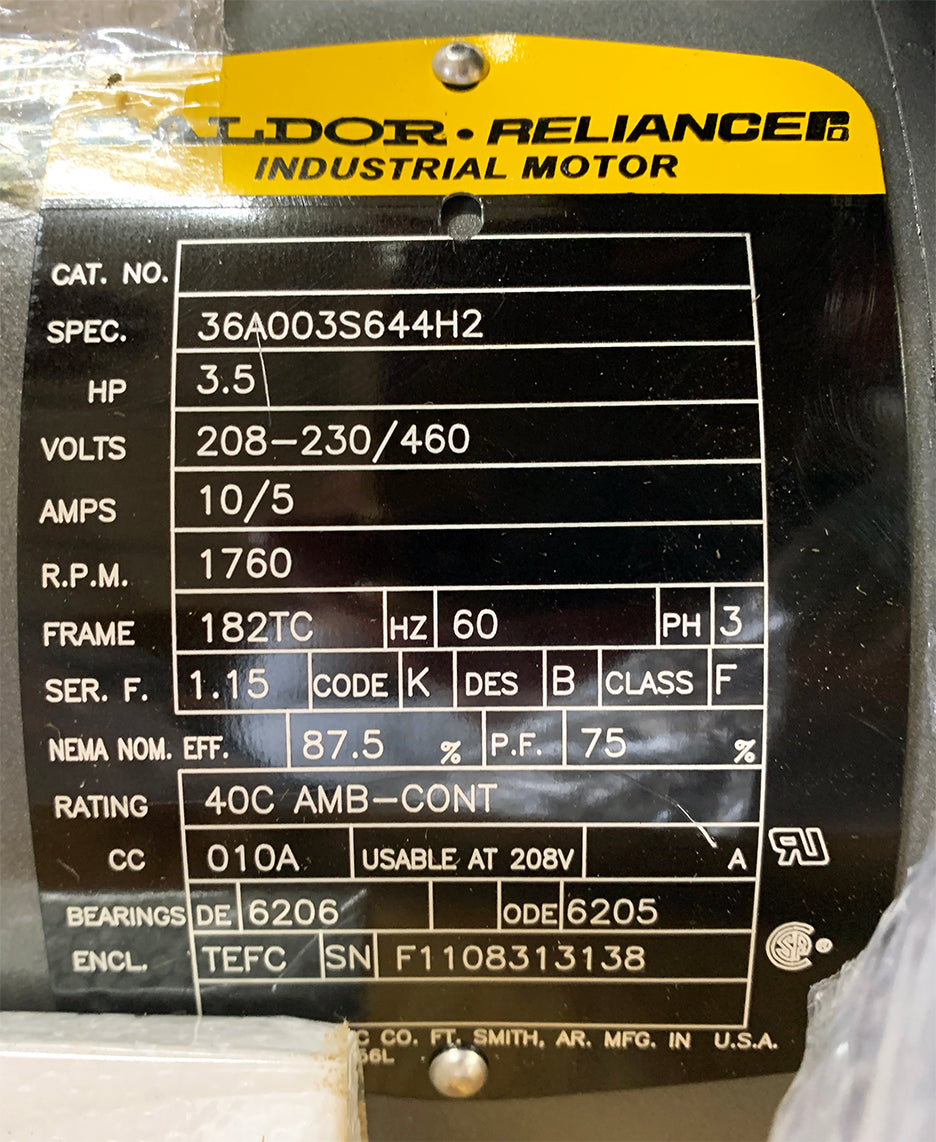 BALDOR • RELIANCER
INDUSTRIAL MOTOR
CAT. NO.
SPEC. 36A003S644H2
HP 3.5
VOLTS 208-230/460
AMPS 10/5
R.P.M. 1760
FRAME 182TC HZ 60 PH 3
SER. F. 1.15 CODE K DES B CLASS F
NEMA NOM. EFF. 87.5 % P.F. 75 %
RATING 40C AMB-CONT
CC 010A USABLE AT 208V A
BEARINGS DE 6206 ODE 6205
ENCL. TEFC SN F1108313138
C CO. FT. SMITH, AR. MFG. IN U.S.A.